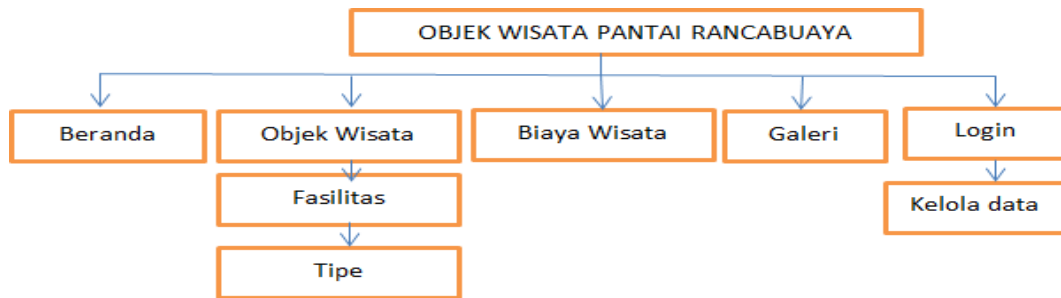 OBJEK WISATA PANTAI RANCABUAYA
Beranda
Objek Wisata
Biaya Wisata
Galeri
Login
Fasilitas
Kelola data
Tipe